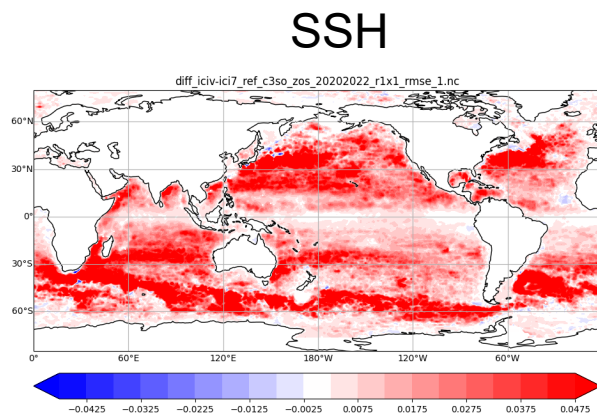 SSH
diff_iciv-ici7_ref_c3so_zos_20202022_r1x1_rmse_1.nc
60°N
30°N
0°
30°S
60°S
0° 60°E 120°E 180°W 120°W 60°W
−0.0425 −0.0325 −0.0225 −0.0125 −0.0025 0.0075 0.0175 0.0275 0.0375 0.0475